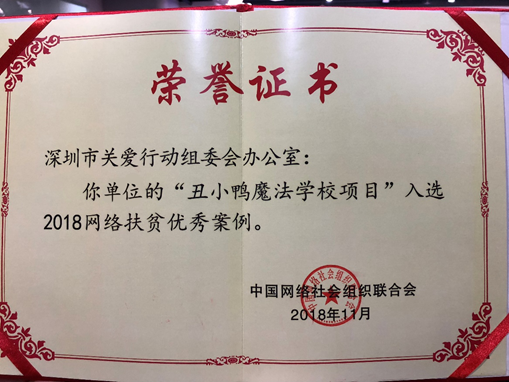 荣誉证书
深圳市关爱行动组委会办公室：
你单位的“丑小鸭魔法学校项目”入选
2018网络扶贫优秀案例。
中国网络社会组织联合会
2018年11月